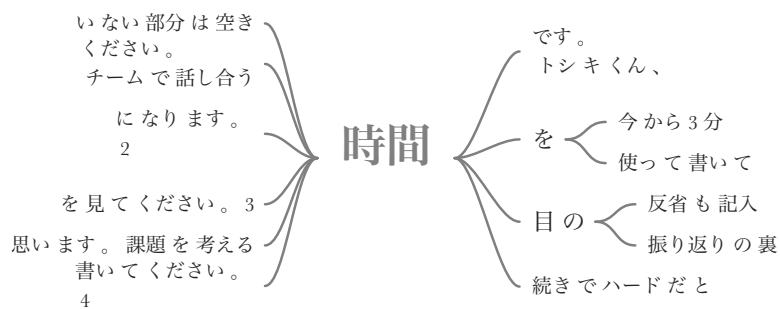 い ない 部分 は 空き
ください 。
チーム で 話し合う
に なり ます 。
2
を 見 て ください 。 3
思い ます 。 課題 を 考える
書い て ください 。
4
時間
です 。
トシ キ くん 、
を
今 から 3 分
使っ て 書い て
目 の
反省 も 記入
振り返り の 裏
続き で ハード だ と